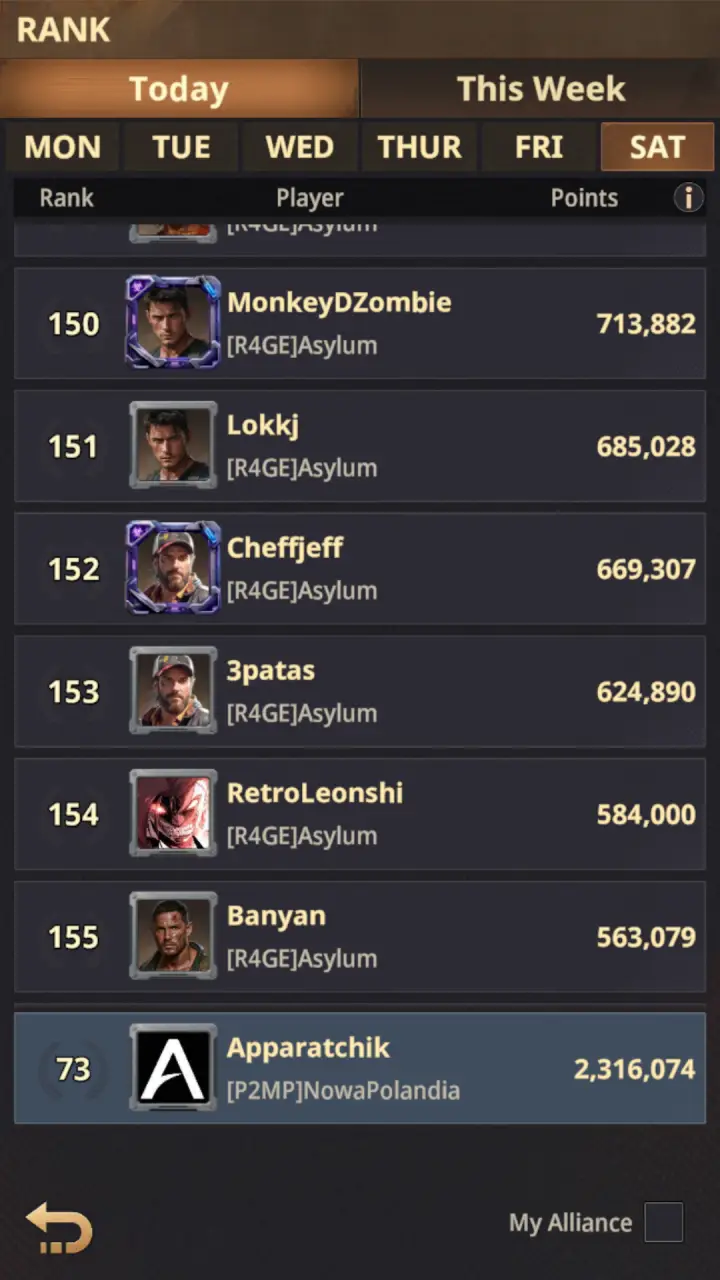 RANK
Today
This Week
MON TUE WED THUR FRI SAT
Rank Player Points i
[R4GE]Asylum
150 MonkeyDZombie 713,882
[R4GE]Asylum
151 Lokkj 685,028
[R4GE]Asylum
152 Cheffjeff 669,307
[R4GE]Asylum
153 3patas 624,890
[R4GE]Asylum
154 RetroLeonshi 584,000
[R4GE]Asylum
155 Banyan 563,079
[R4GE]Asylum
73 Apparatchik 2,316,074
[P2MP]NowaPolandia
My Alliance